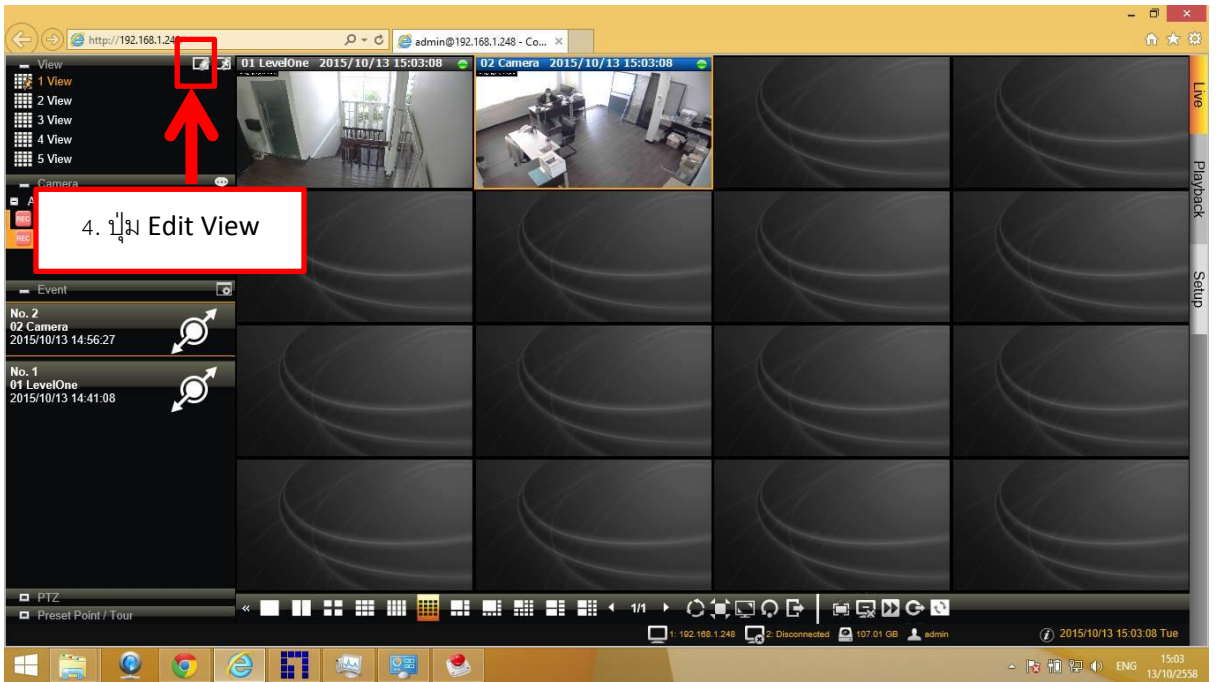 http://192.168.1.24
admin@192.168.1.248 - Co...
View
1 View
2 View
3 View
4 View
5 View
Camera
A
REC
REC
4. ปุ่ม Edit View
Event
No. 2
02 Camera
2015/10/13 14:56:27
No. 1
01 LevelOne
2015/10/13 14:41:08
PTZ
Preset Point / Tour
01 LevelOne 2015/10/13 15:03:08
02 Camera 2015/10/13 15:03:08
Live
Playback
Setup
« 1/1
1: 192.168.1.248 2: Disconnected 107.01 GB admin 2015/10/13 15:03:08 Tue
ENG 15:03
13/10/2558